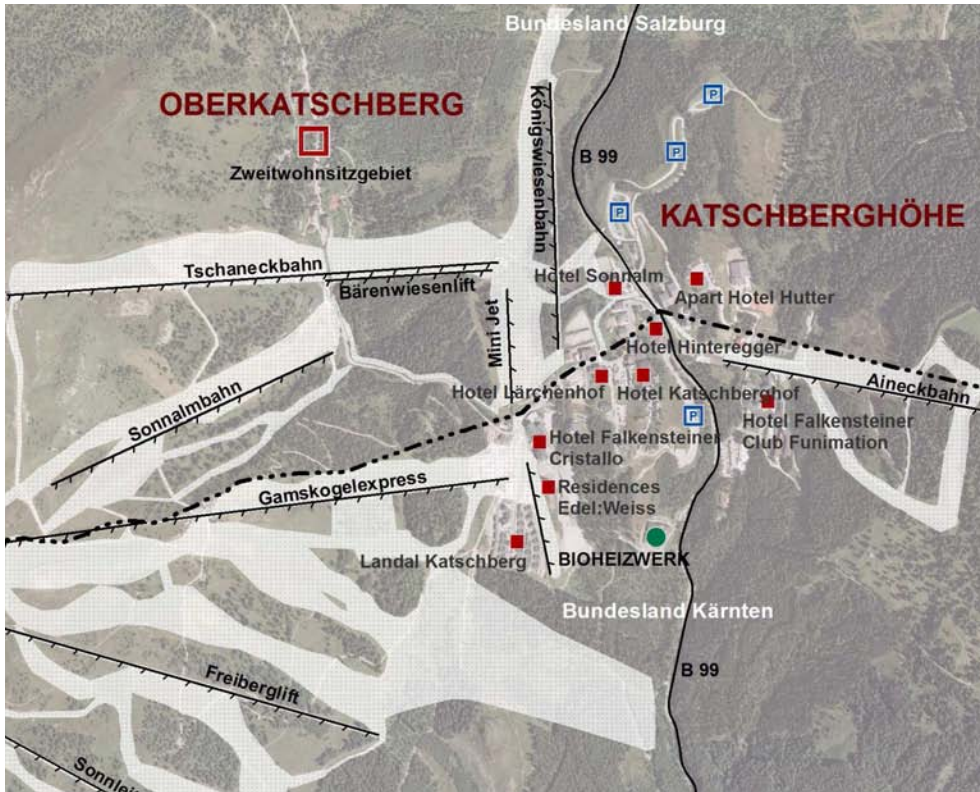 Bundesland Salzburg
OBERKATSCHBERG
Zweitwohnsitzgebiet
Königswiesenbahn
B 99
P
P
P
KATSCHBERGHÖHE
Tschaneckbahn
Bärenwiesenlift
Hotel Sonnalm
Apart Hotel Hutter
Mini Jet
Hotel Hinteregger
Sonnalmbahn
Hotel Lärchenhof
Hotel Katschberghof
Aineckbahn
P
Hotel Falkensteiner
Club Funimation
Hotel Falkensteiner
Cristallo
Gamskogelexpress
Residences
Edel:Weiss
Landal Katschberg
BIOHEIZWERK
Bundesland Kärnten
Freiberglift
B 99